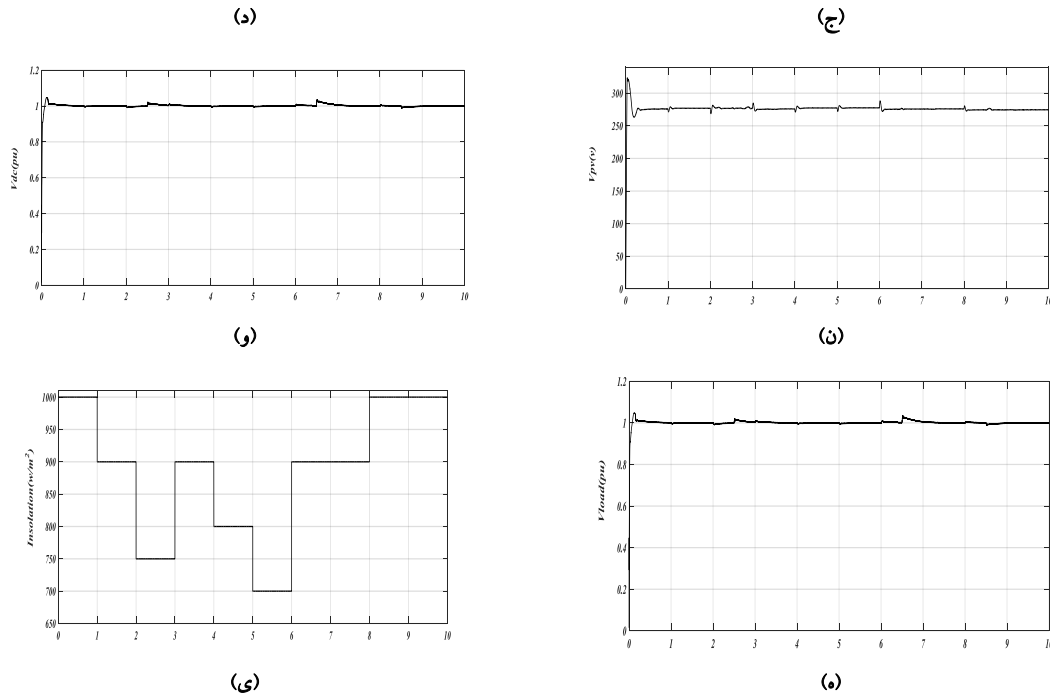 (ج)
(د)
Vpv(v)
300
250
200
150
100
50
0
0 1 2 3 4 5 6 7 8 9 10
Vdc(pu)
1.2
1
0.8
0.6
0.4
0.2
0
0 1 2 3 4 5 6 7 8 9 10
(ن)
(و)
Vload(pu)
1.2
1
0.8
0.6
0.4
0.2
0
0 1 2 3 4 5 6 7 8 9 10
Insolation(w/m²)
1000
950
900
850
800
750
700
650
0 1 2 3 4 5 6 7 8 9 10
(ه)
(ی)